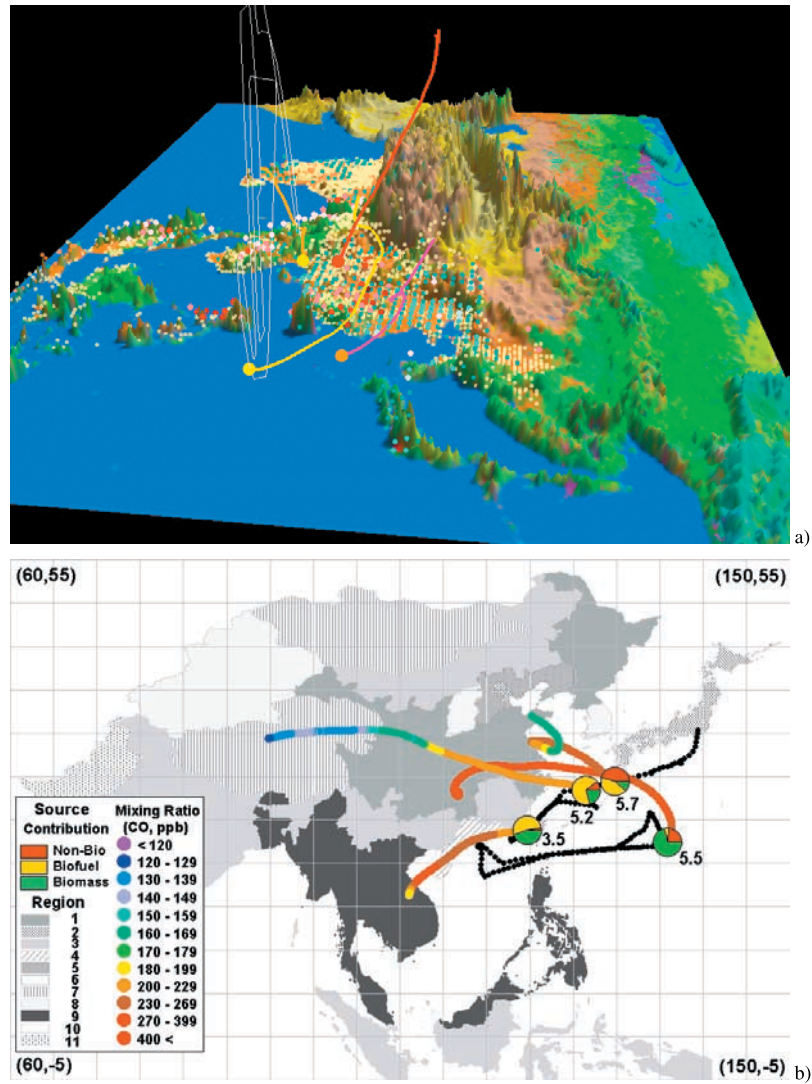 a)
(60,55)
(150,55)
5.2
5.7
3.5
5.5
Source
Contribution
Non-Bio
Biofuel
Biomass
Region
1
2
3
4
5
6
7
8
9
10
11
Mixing Ratio
(CO, ppb)
< 120
120 - 129
130 - 139
140 - 149
150 - 159
160 - 169
170 - 179
180 - 199
200 - 229
230 - 269
270 - 399
400 <
(60,-5)
(150,-5)
b)